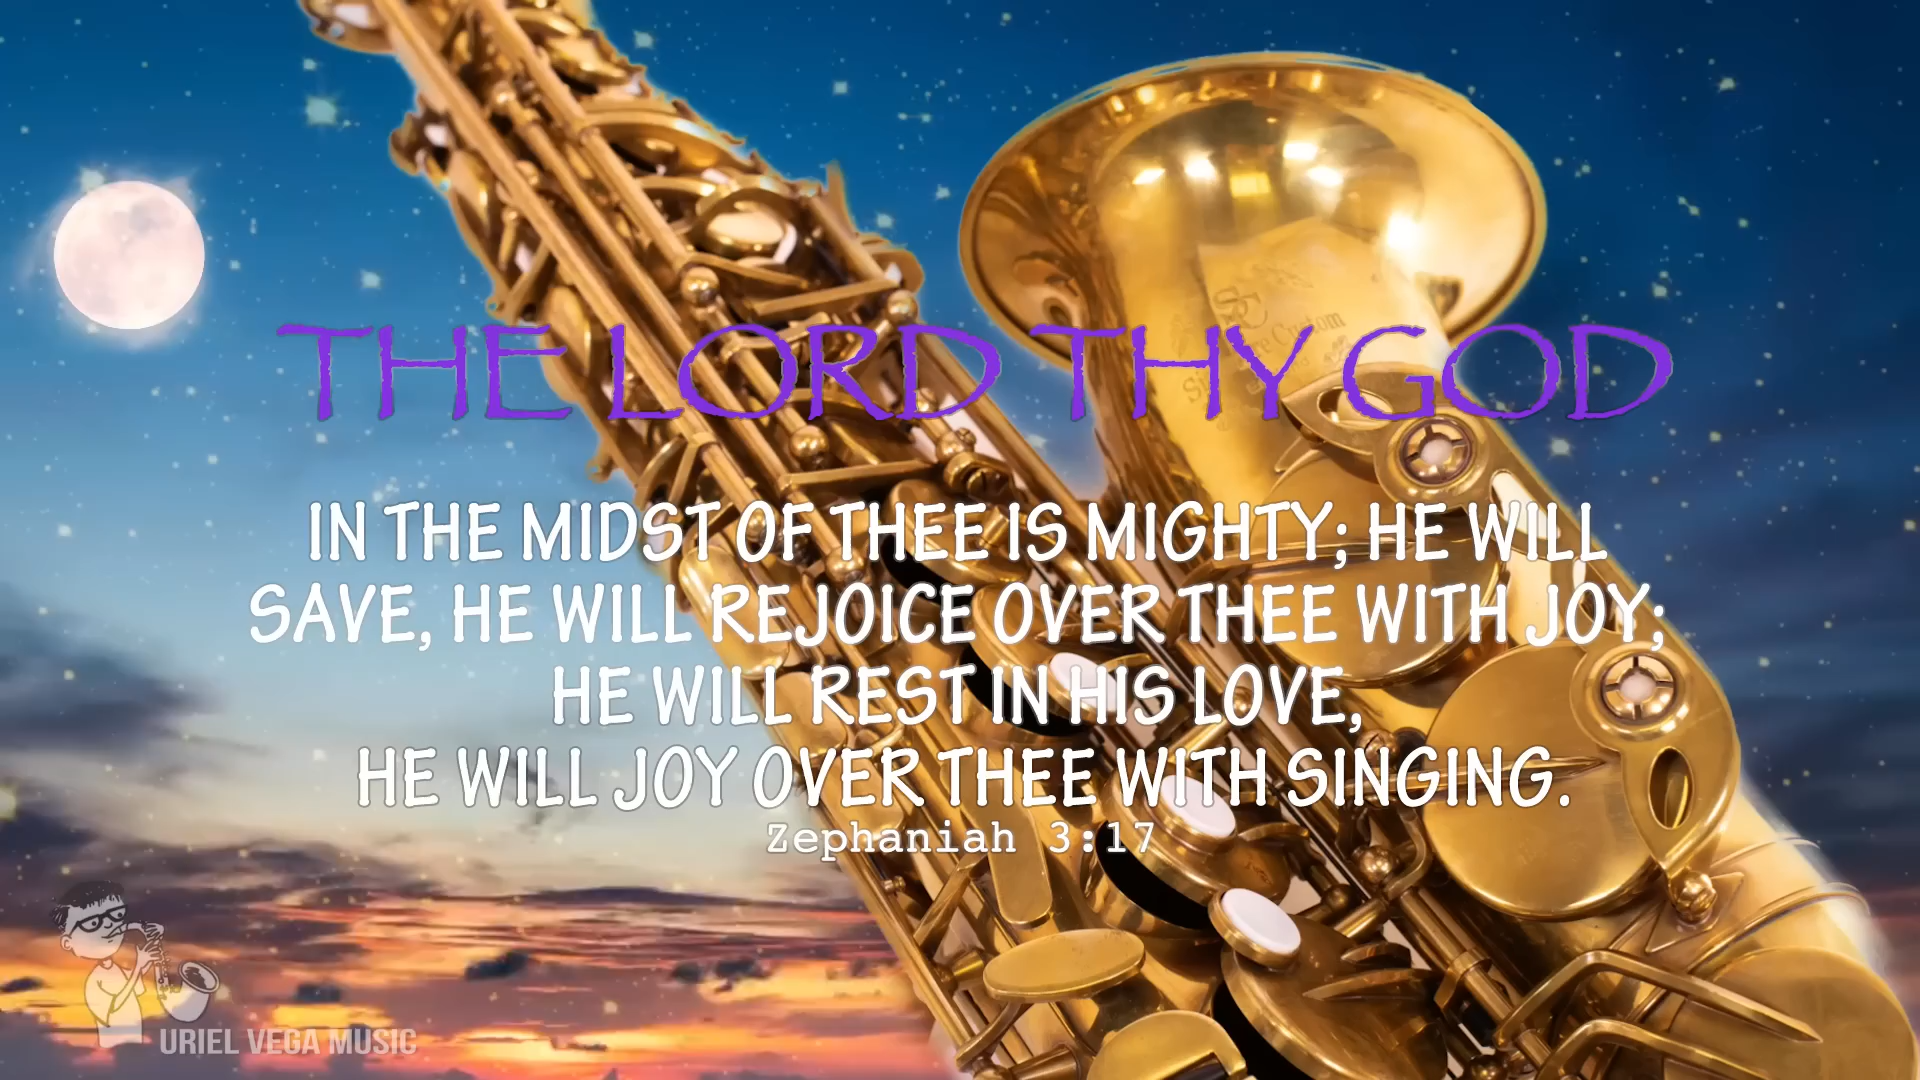 THE LORD THY GOD
IN THE MIDST OF THEE IS MIGHTY; HE WILL
SAVE, HE WILL REJOICE OVER THEE WITH JOY;
HE WILL REST IN HIS LOVE,
HE WILL JOY OVER THEE WITH SINGING.
Zephaniah 3:17
URIEL VEGA MUSIC